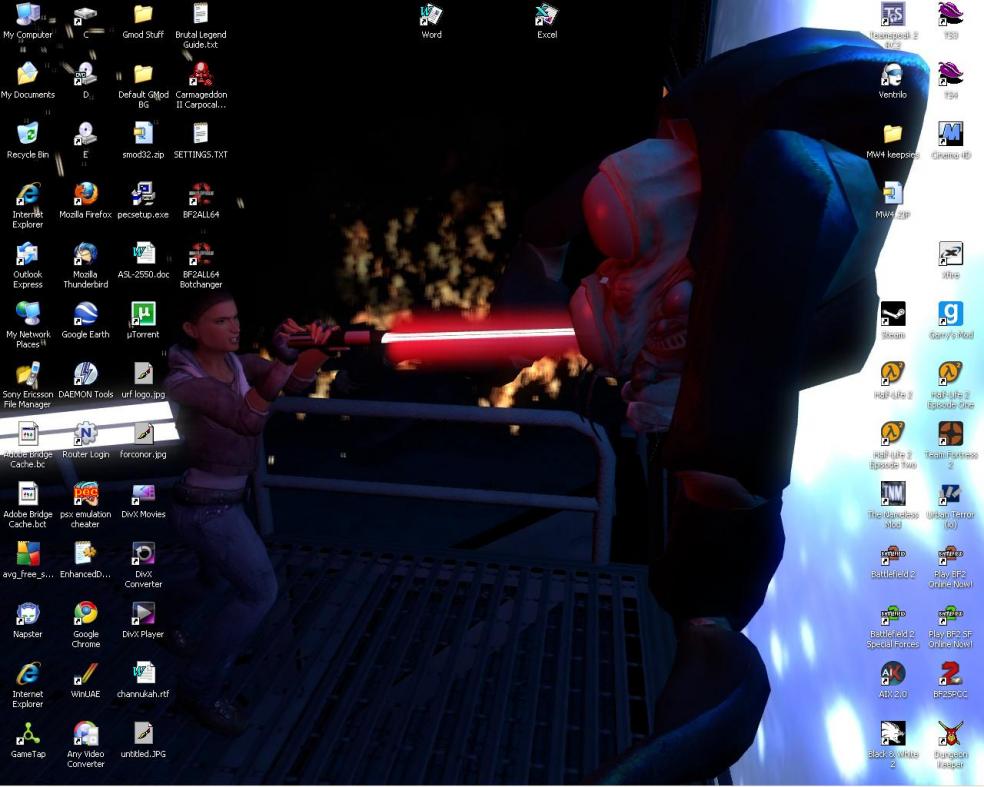 My Computer
C
Gmod Stuff
Brutal Legend
Guide.txt
Word
Excel
Teamspeak 2
RC2
TS3
My Documents
D
Default GMod
BG
Carmageddon
II Carpocal...
Ventrilo
TS4
Recycle Bin
E
smod32.zip
SETTINGS.TXT
MW4 keepsies
Cinema 4D
Internet
Explorer
Mozilla Firefox
pecsetup.exe
BF2ALL64
MW4.ZIP
Outlook
Express
Mozilla
Thunderbird
ASL-2550.doc
BF2ALL64
Botchanger
Xfire
My Network
Places
Google Earth
µTorrent
Steam
Garry's Mod
Sony Ericsson
File Manager
DAEMON Tools
urf logo.jpg
Half-Life 2
Half-Life 2
Episode One
Adobe Bridge
Cache.bc
Router Login
forconor.jpg
Half-Life 2
Episode Two
Team Fortress
2
Adobe Bridge
Cache.bct
psx emulation
cheater
DivX Movies
The Nameless
Mod
Urban Terror
avg_free_s...
EnhancedD...
DivX
Converter
Battlefield 2
Play BF2
Online Now!
Napster
Google
Chrome
DivX Player
Battlefield 2
Special Forces
Play BF2 SF
Online Now!
Internet
Explorer
WinUAE
channukah.rtf
AIX 2.0
BF2SPCC
GameTap
Any Video
Converter
untitled.JPG
Black & White
2
Dungeon
Keeper